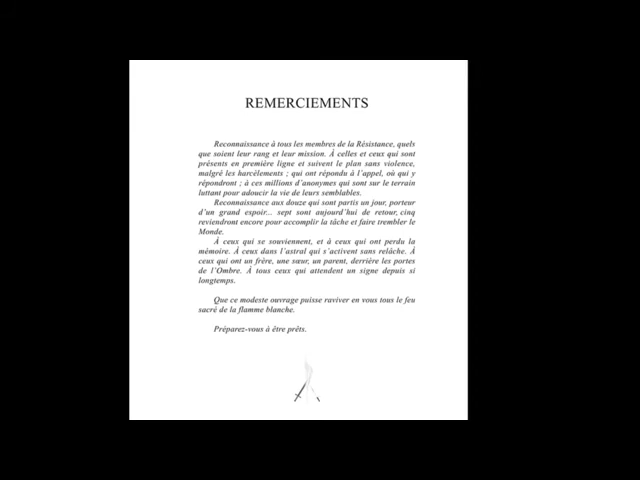 REMERCIEMENTS
Reconnaissance à tous les membres de la Résistance, quels
que soient leur rang et leur mission. À celles et ceux qui sont
présents en première ligne et suivent le plan sans violence,
malgré les harcèlements ; qui ont répondu à l'appel, où qui y
répondront ; à ces millions d'anonymes qui sont sur le terrain
luttant pour adoucir la vie de leurs semblables.
Reconnaissance aux douze qui sont partis un jour, porteur
d'un grand espoir... sept sont aujourd'hui de retour, cinq
reviendront encore pour accomplir la tâche et faire trembler le
Monde.
À ceux qui se souviennent, et à ceux qui ont perdu la
mémoire. À ceux dans l'astral qui s'activent sans relâche. À
ceux qui ont un frère, une sœur, un parent, derrière les portes
de l'Ombre. À tous ceux qui attendent un signe depuis si
longtemps.
Que ce modeste ouvrage puisse raviver en vous tous le feu
sacré de la flamme blanche.
Préparez-vous à être prêts.